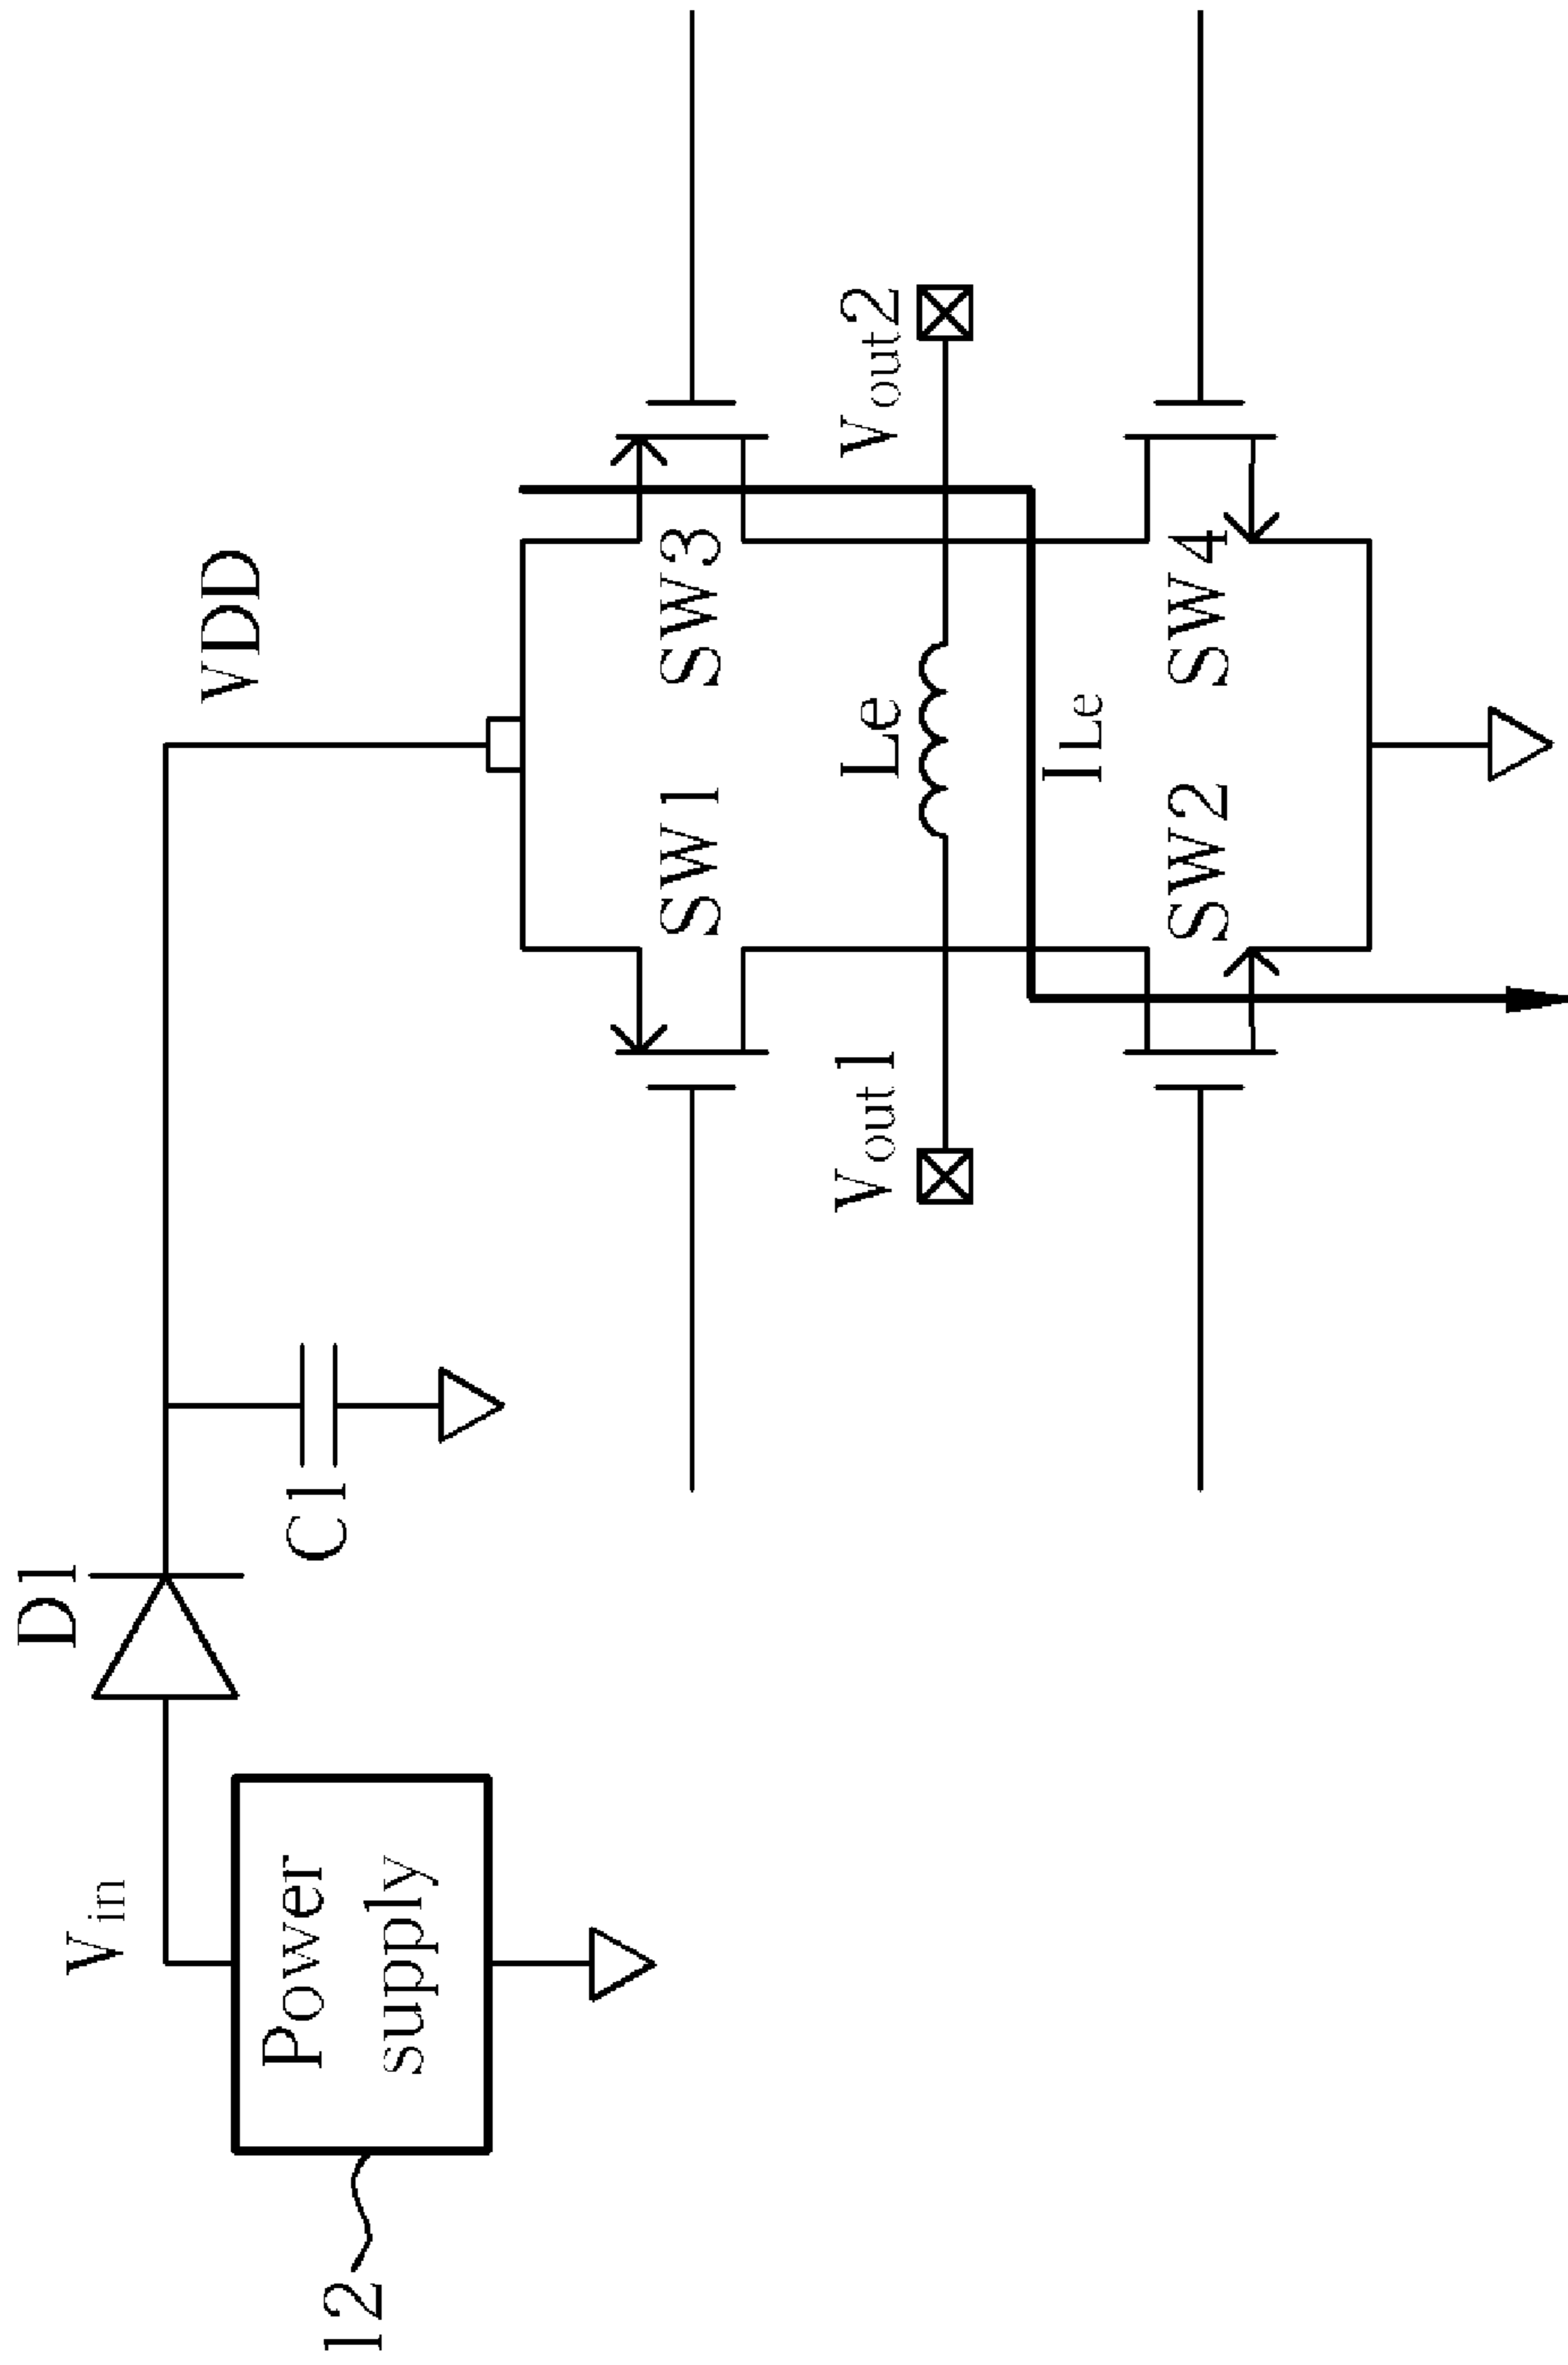 12
Power
supply
Vin
D1
C1
VDD
SW1
SW3
Vout1
Le
Vout2
ILe
SW2
SW4